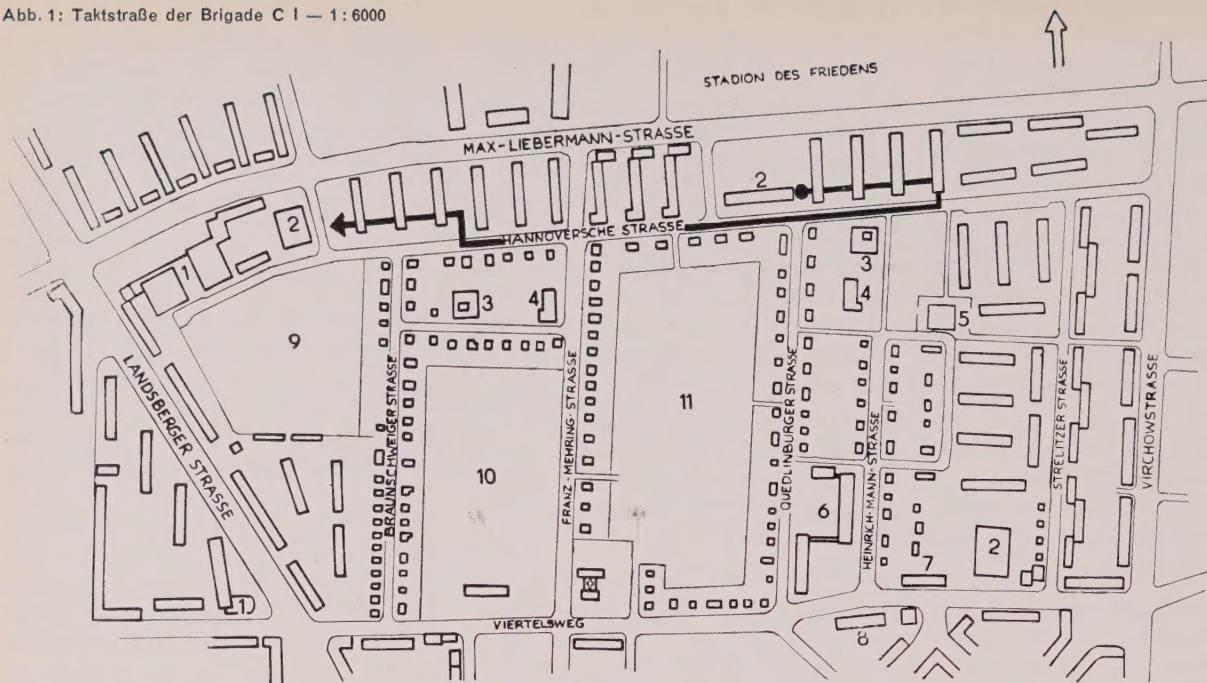 Abb. 1: Taktstraße der Brigade C I — 1 : 6000
STADION DES FRIEDENS
MAX-LIEBERMANN-STRASSE
2
2
HANNOVERSCHE STRASSE
1
3
3
4
4
5
9
LANDSBERGER STRASSE
BRAUNSCHWEIGER STRASSE
FRANZ-MEHRING-STRASSE
11
QUEDLINBURGER STRASSE
HEINRICH-MANN-STRASSE
STRELITZER STRASSE
VIRCHOWSTRASSE
10
6
2
7
1
VIERTELSWEG
8